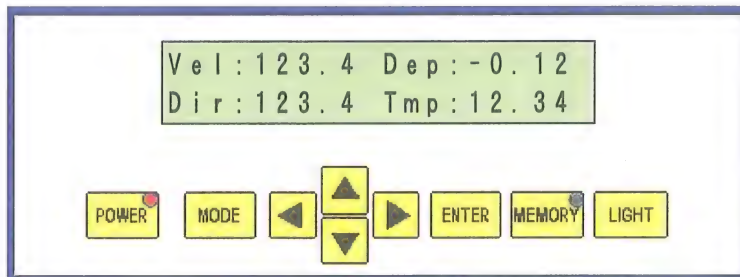 Vel:123.4 Dep:-0.12
Dir:123.4 Tmp:12.34
POWER MODE ENTER MEMORY LIGHT